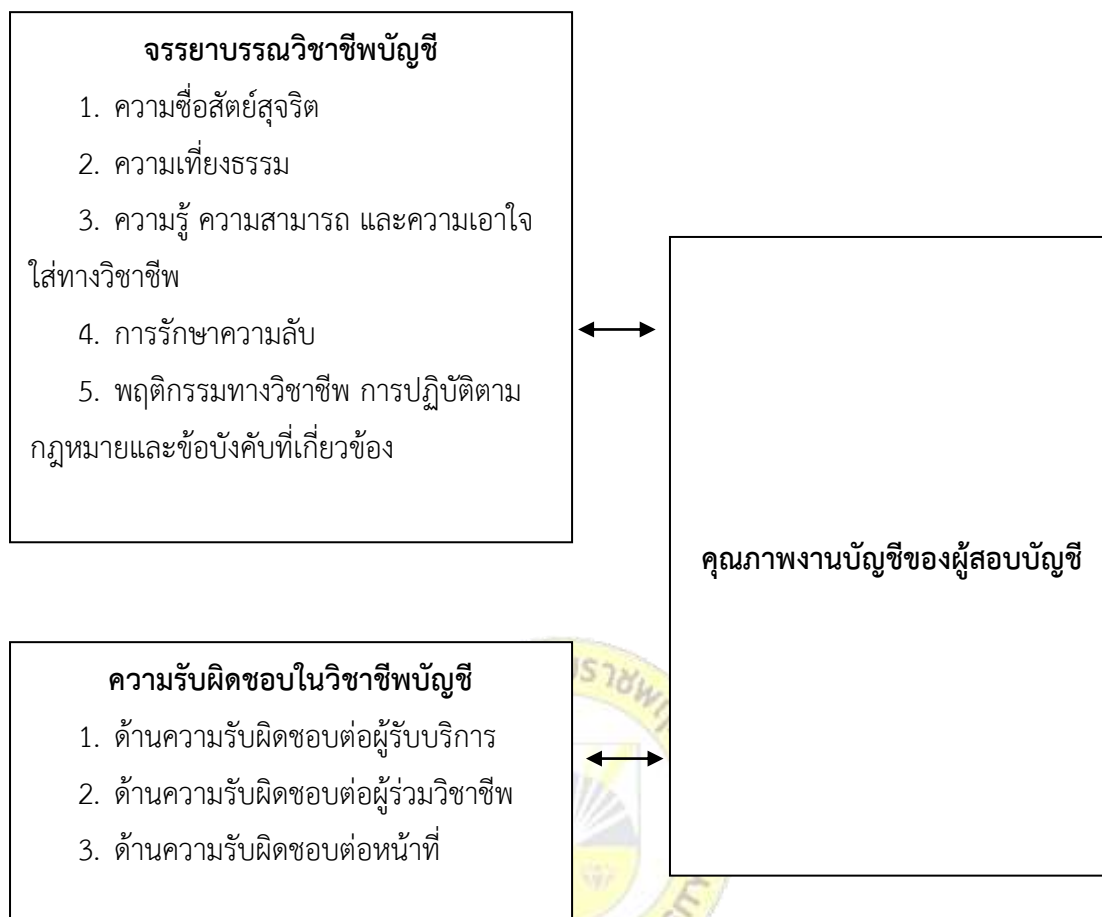 จรรยาบรรณวิชาชีพบัญชี
1. ความซื่อสัตย์สุจริต
2. ความเที่ยงธรรม
3. ความรู้ ความสามารถ และความเอาใจ
ใส่ทางวิชาชีพ
4. การรักษาความลับ
5. พฤติกรรมทางวิชาชีพ การปฏิบัติตาม
กฎหมายและข้อบังคับที่เกี่ยวข้อง
คุณภาพงานบัญชีของผู้สอบบัญชี
ความรับผิดชอบในวิชาชีพบัญชี
1. ด้านความรับผิดชอบต่อผู้รับบริการ
2. ด้านความรับผิดชอบต่อผู้ร่วมวิชาชีพ
3. ด้านความรับผิดชอบต่อหน้าที่